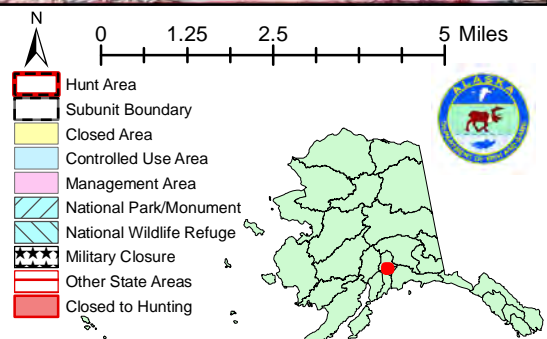 N
0 1.25 2.5 5 Miles
Hunt Area
Subunit Boundary
Closed Area
Controlled Use Area
Management Area
National Park/Monument
National Wildlife Refuge
Military Closure
Other State Areas
Closed to Hunting
ALASKA